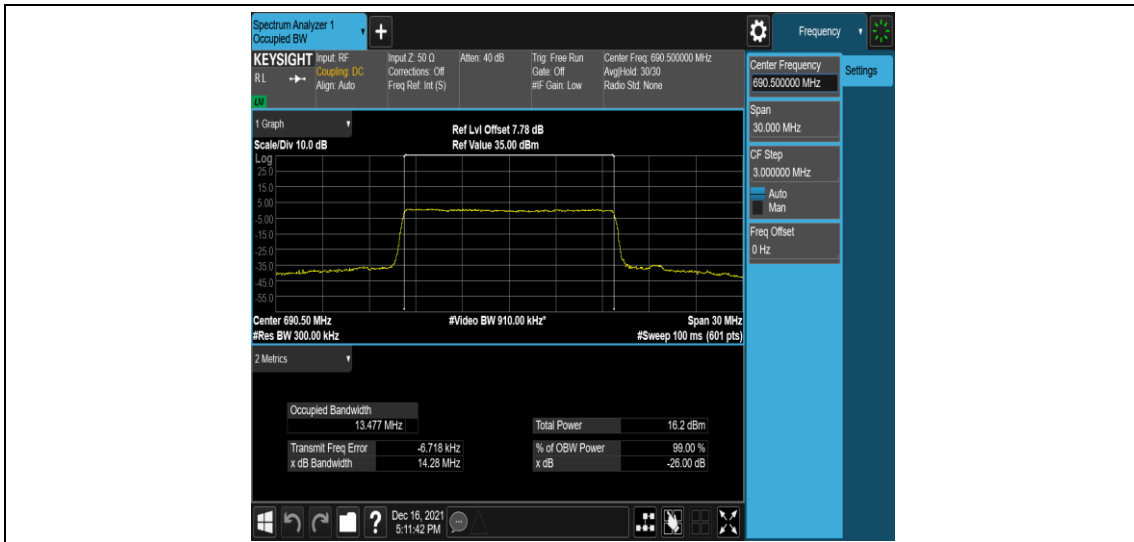 Spectrum Analyzer 1
Occupied BW
+
Frequency
KEYSIGHT
RL
LXI
Input: RF
Coupling: DC
Align: Auto
Input Z: 50 Ω
Corrections: Off
Freq Ref: Int (S)
Atten: 40 dB
Trig: Free Run
Gate: Off
#IF Gain: Low
Center Freq: 690.500000 MHz
Avg|Hold: 30/30
Radio Std: None
Center Frequency
690.500000 MHz
Settings
Span
30.000 MHz
CF Step
3.000000 MHz
Auto
Man
Freq Offset
0 Hz
1 Graph
Scale/Div 10.0 dB
Ref Lvl Offset 7.78 dB
Ref Value 35.00 dBm
Log
25.0
15.0
5.00
-5.00
-15.0
-25.0
-35.0
-45.0
-55.0
Center 690.50 MHz
#Video BW 910.00 kHz*
Span 30 MHz
#Res BW 300.00 kHz
#Sweep 100 ms (601 pts)
2 Metrics
Occupied Bandwidth
13.477 MHz
Total Power 16.2 dBm
Transmit Freq Error -6.718 kHz
% of OBW Power 99.00 %
x dB Bandwidth 14.28 MHz
x dB -26.00 dB
?
Dec 16, 2021
5:11:42 PM